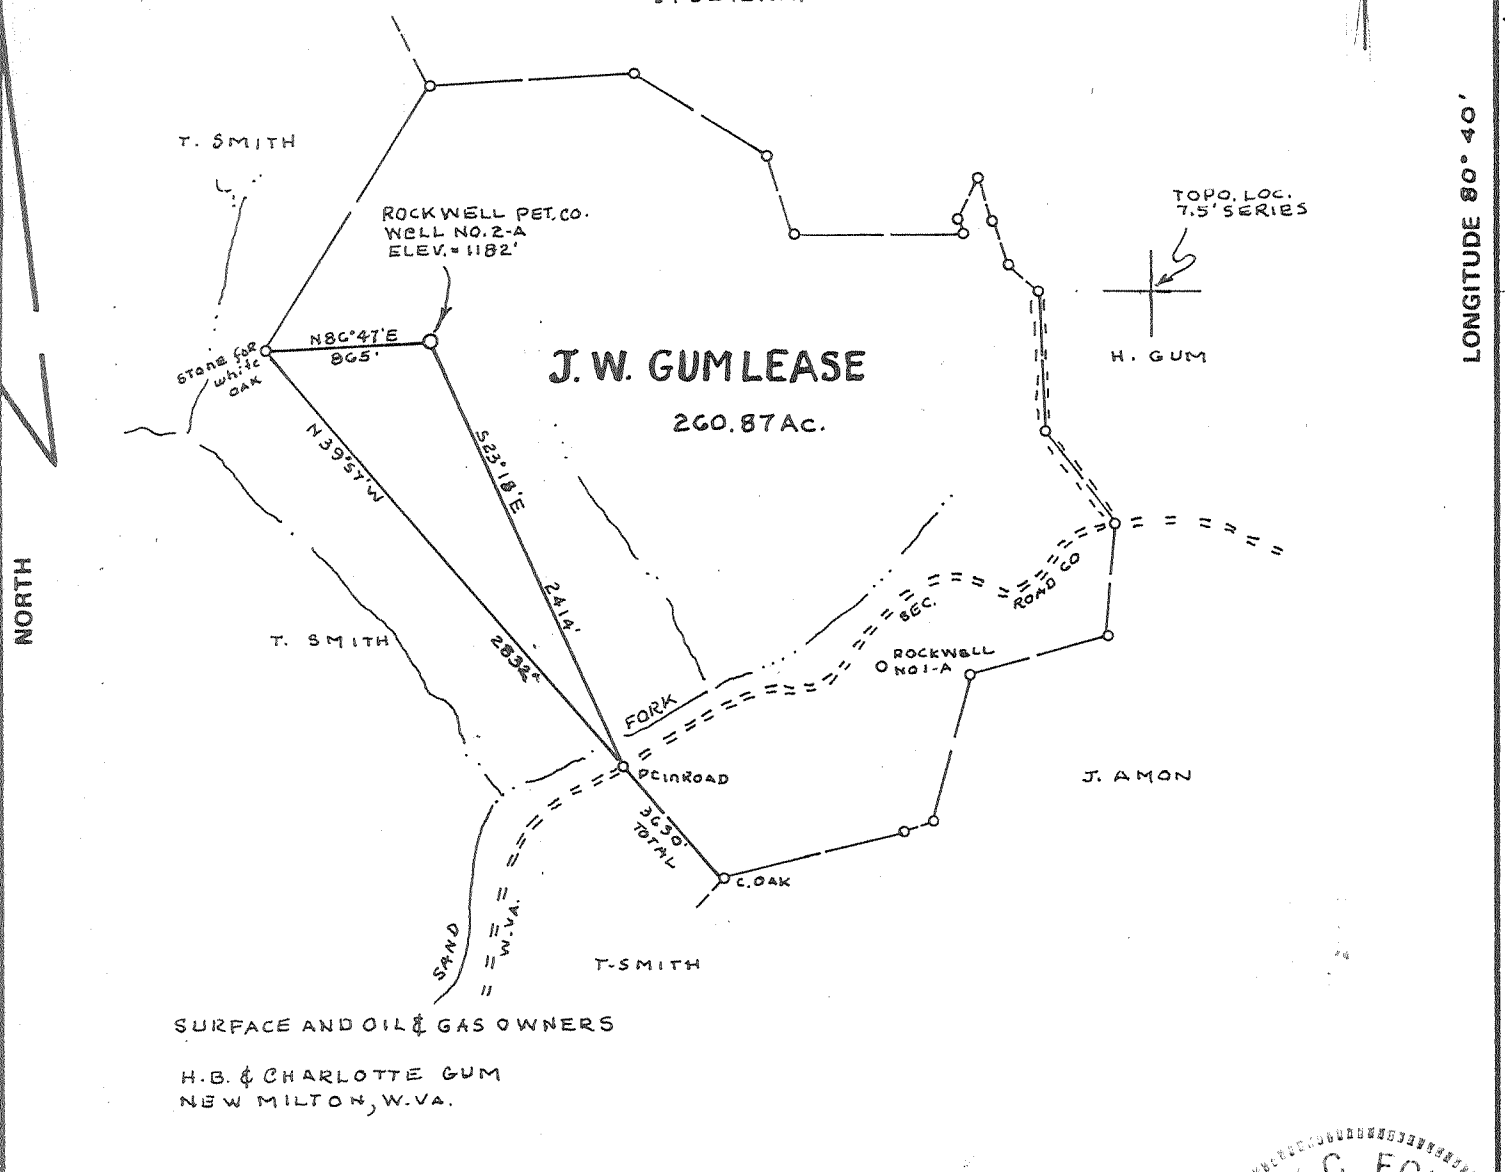 T. SMITH
ROCKWELL PET. CO.
WELL NO. 2-A
ELEV. = 1182'
TOPO. LOC.
7.5' SERIES
LONGITUDE 80° 40'
H. GUM
STONE FOR
white
OAK
N86°47'E
865'
J. W. GUM LEASE
260.87 AC.
N 39°57' W
2832'
S23°18'E
2414'
NORTH
T. SMITH
FORK
SEC.
ROAD 60
ROCKWELL
NO 1-A
P.C. IN ROAD
3630'
TOTAL
C. OAK
J. AMON
SAND
W. VA.
T-SMITH
SURFACE AND OIL & GAS OWNERS
H.B. & CHARLOTTE GUM
NEW MILTON, W.VA.